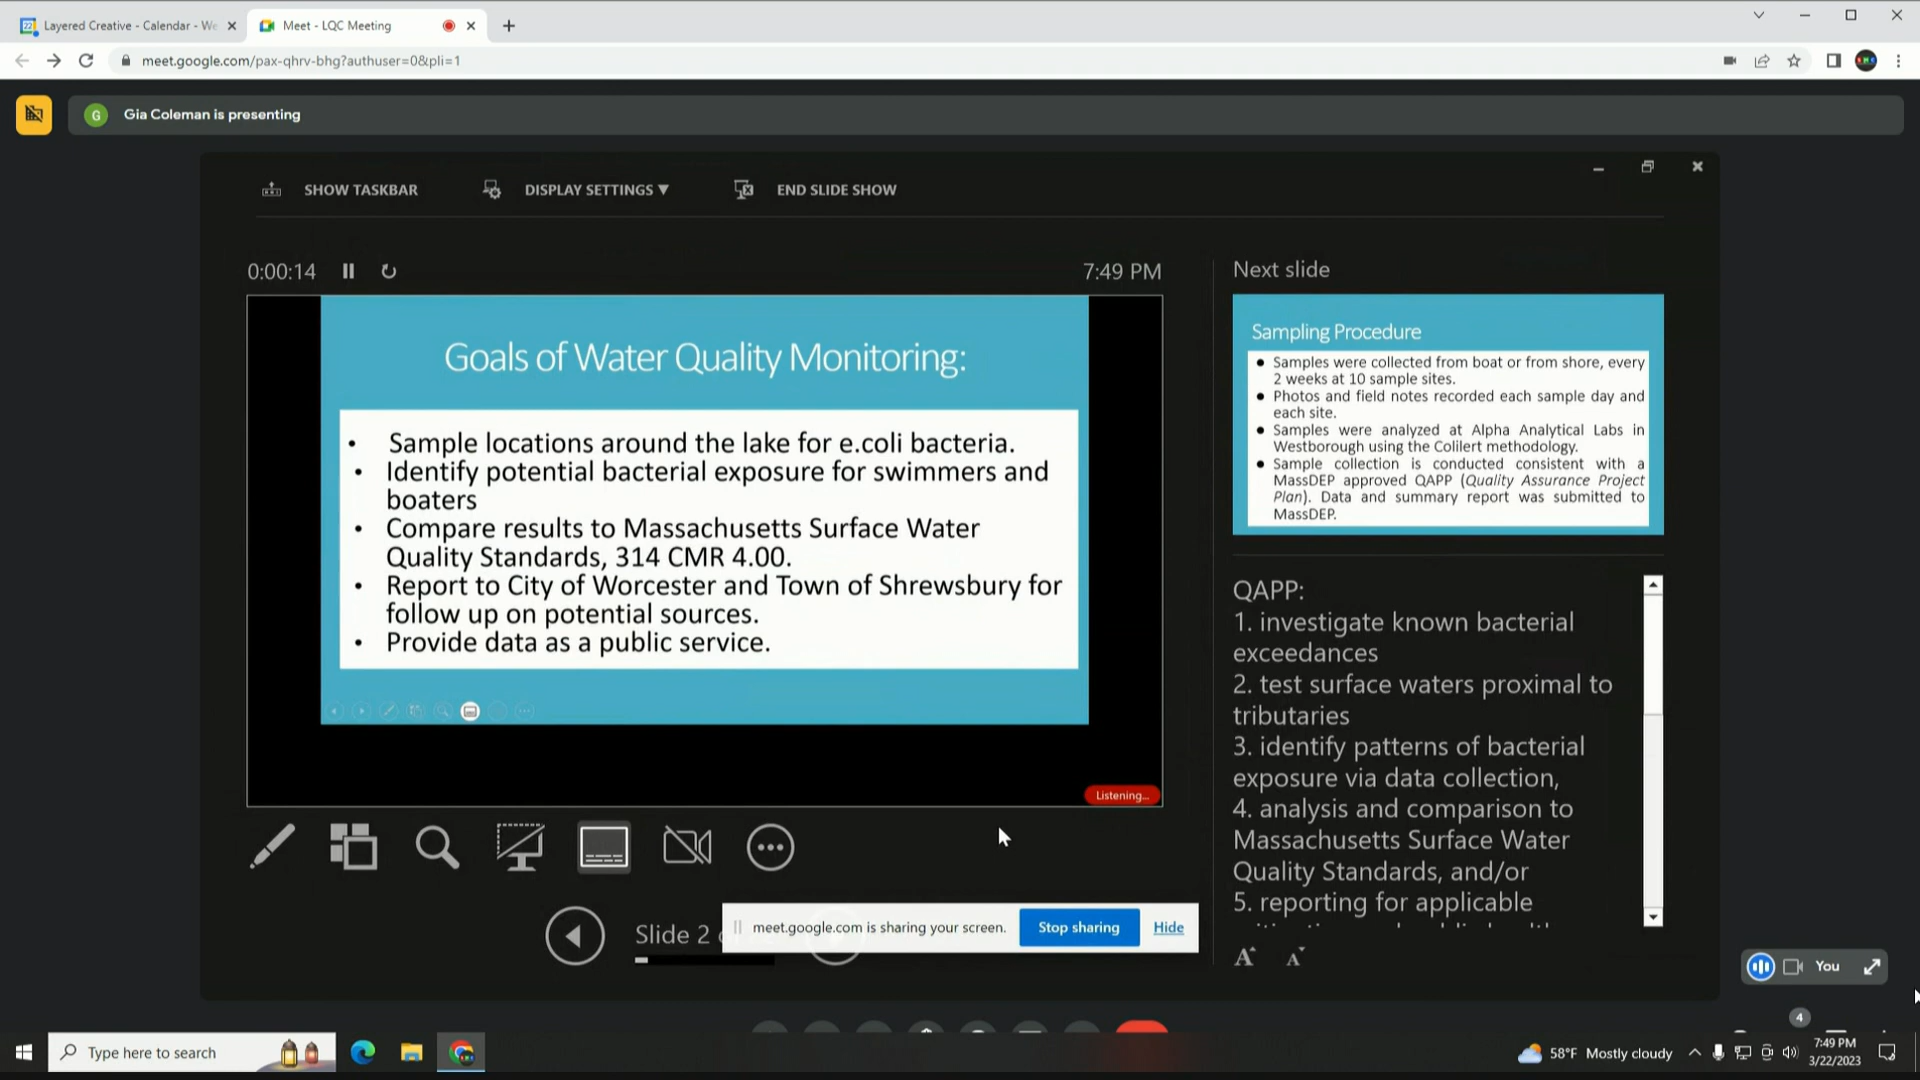 Layered Creative - Calendar - We
Meet - LQC Meeting
meet.google.com/pax-qhrv-bhg?authuser=0&pli=1
G
Gia Coleman is presenting
SHOW TASKBAR
DISPLAY SETTINGS ▼
END SLIDE SHOW
0:00:14
7:49 PM
Goals of Water Quality Monitoring:
• Sample locations around the lake for e.coli bacteria.
• Identify potential bacterial exposure for swimmers and
boaters
• Compare results to Massachusetts Surface Water
Quality Standards, 314 CMR 4.00.
• Report to City of Worcester and Town of Shrewsbury for
follow up on potential sources.
• Provide data as a public service.
Listening...
Slide 2
meet.google.com is sharing your screen.
Stop sharing
Hide
Next slide
Sampling Procedure
• Samples were collected from boat or from shore, every
2 weeks at 10 sample sites.
• Photos and field notes recorded each sample day and
each site.
• Samples were analyzed at Alpha Analytical Labs in
Westborough using the Colilert methodology.
• Sample collection is conducted consistent with a
MassDEP approved QAPP (Quality Assurance Project
Plan). Data and summary report was submitted to
MassDEP.
QAPP:
1. investigate known bacterial
exceedances
2. test surface waters proximal to
tributaries
3. identify patterns of bacterial
exposure via data collection,
4. analysis and comparison to
Massachusetts Surface Water
Quality Standards, and/or
5. reporting for applicable
A A
You
4
Type here to search
58°F Mostly cloudy
7:49 PM
3/22/2023